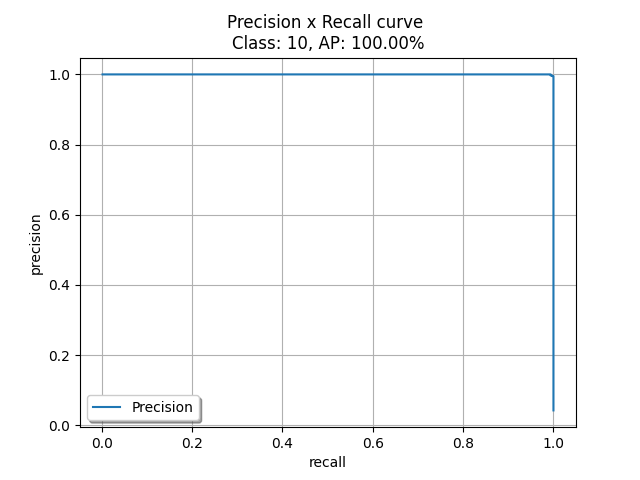 Precision x Recall curve
Class: 10, AP: 100.00%
precision
1.0
0.8
0.6
0.4
0.2
0.0
Precision
0.0 0.2 0.4 0.6 0.8 1.0
recall